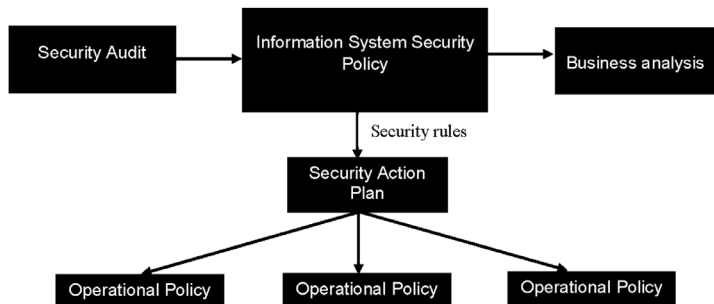 Security Audit
Information System Security
Policy
Business analysis
Security rules
Security Action
Plan
Operational Policy
Operational Policy
Operational Policy